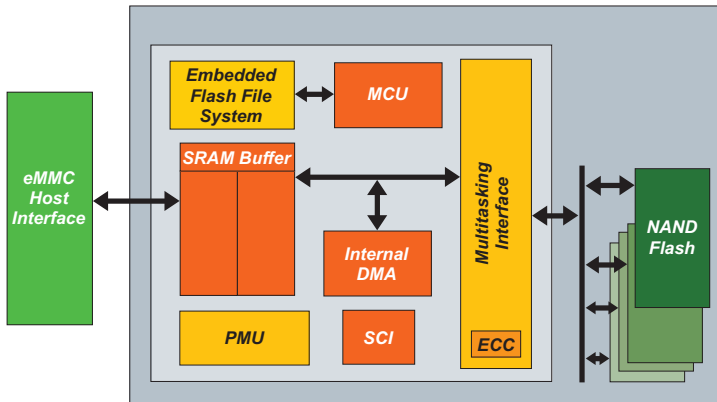 Embedded
Flash File
System
MCU
SRAM Buffer
eMMC
Host
Interface
Multitasking
Interface
NAND
Flash
Internal
DMA
PMU
SCI
ECC